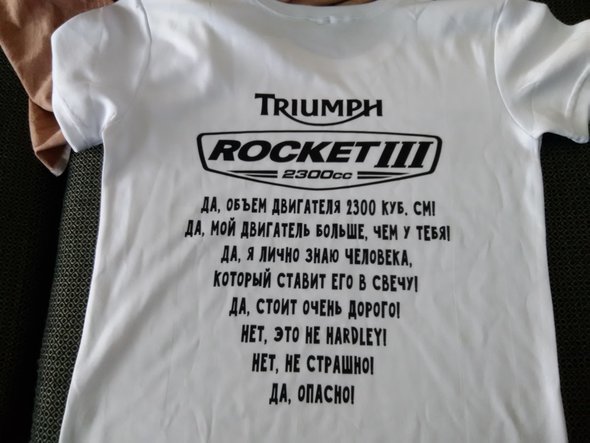 TRIUMPH
ROCKET III
2300cc
ДА, ОБЪЕМ ДВИГАТЕЛЯ 2300 КУБ. СМ!
ДА, МОЙ ДВИГАТЕЛЬ БОЛЬШЕ, ЧЕМ У ТЕБЯ!
ДА, Я ЛИЧНО ЗНАЮ ЧЕЛОВЕКА,
КОТОРЫЙ СТАВИТ ЕГО В СВЕЧУ!
ДА, СТОИТ ОЧЕНЬ ДОРОГО!
НЕТ, ЭТО НЕ HARDLEY!
НЕТ, НЕ СТРАШНО!
ДА, ОПАСНО!